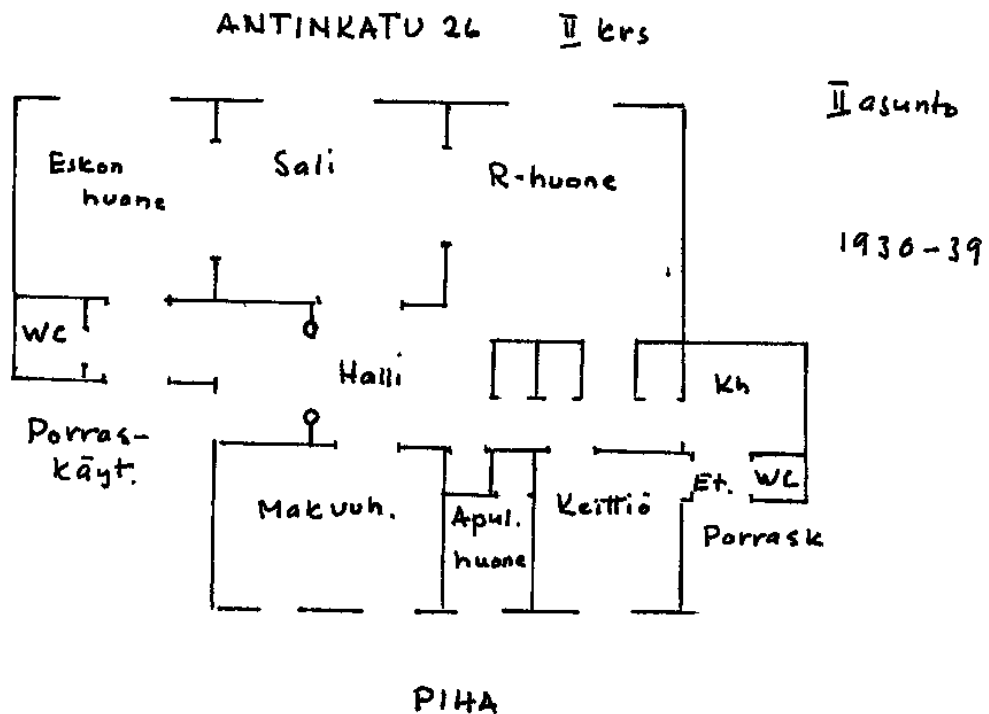 ANTINKATU 26 II krs
II asunto
Eskon
huone
Sali
R-huone
1930-39
WC
Halli
Kh
Porras-
käyt.
Makuuh.
Apul.
huone
Keittiö
Et.
WC
Porrask
PIHA